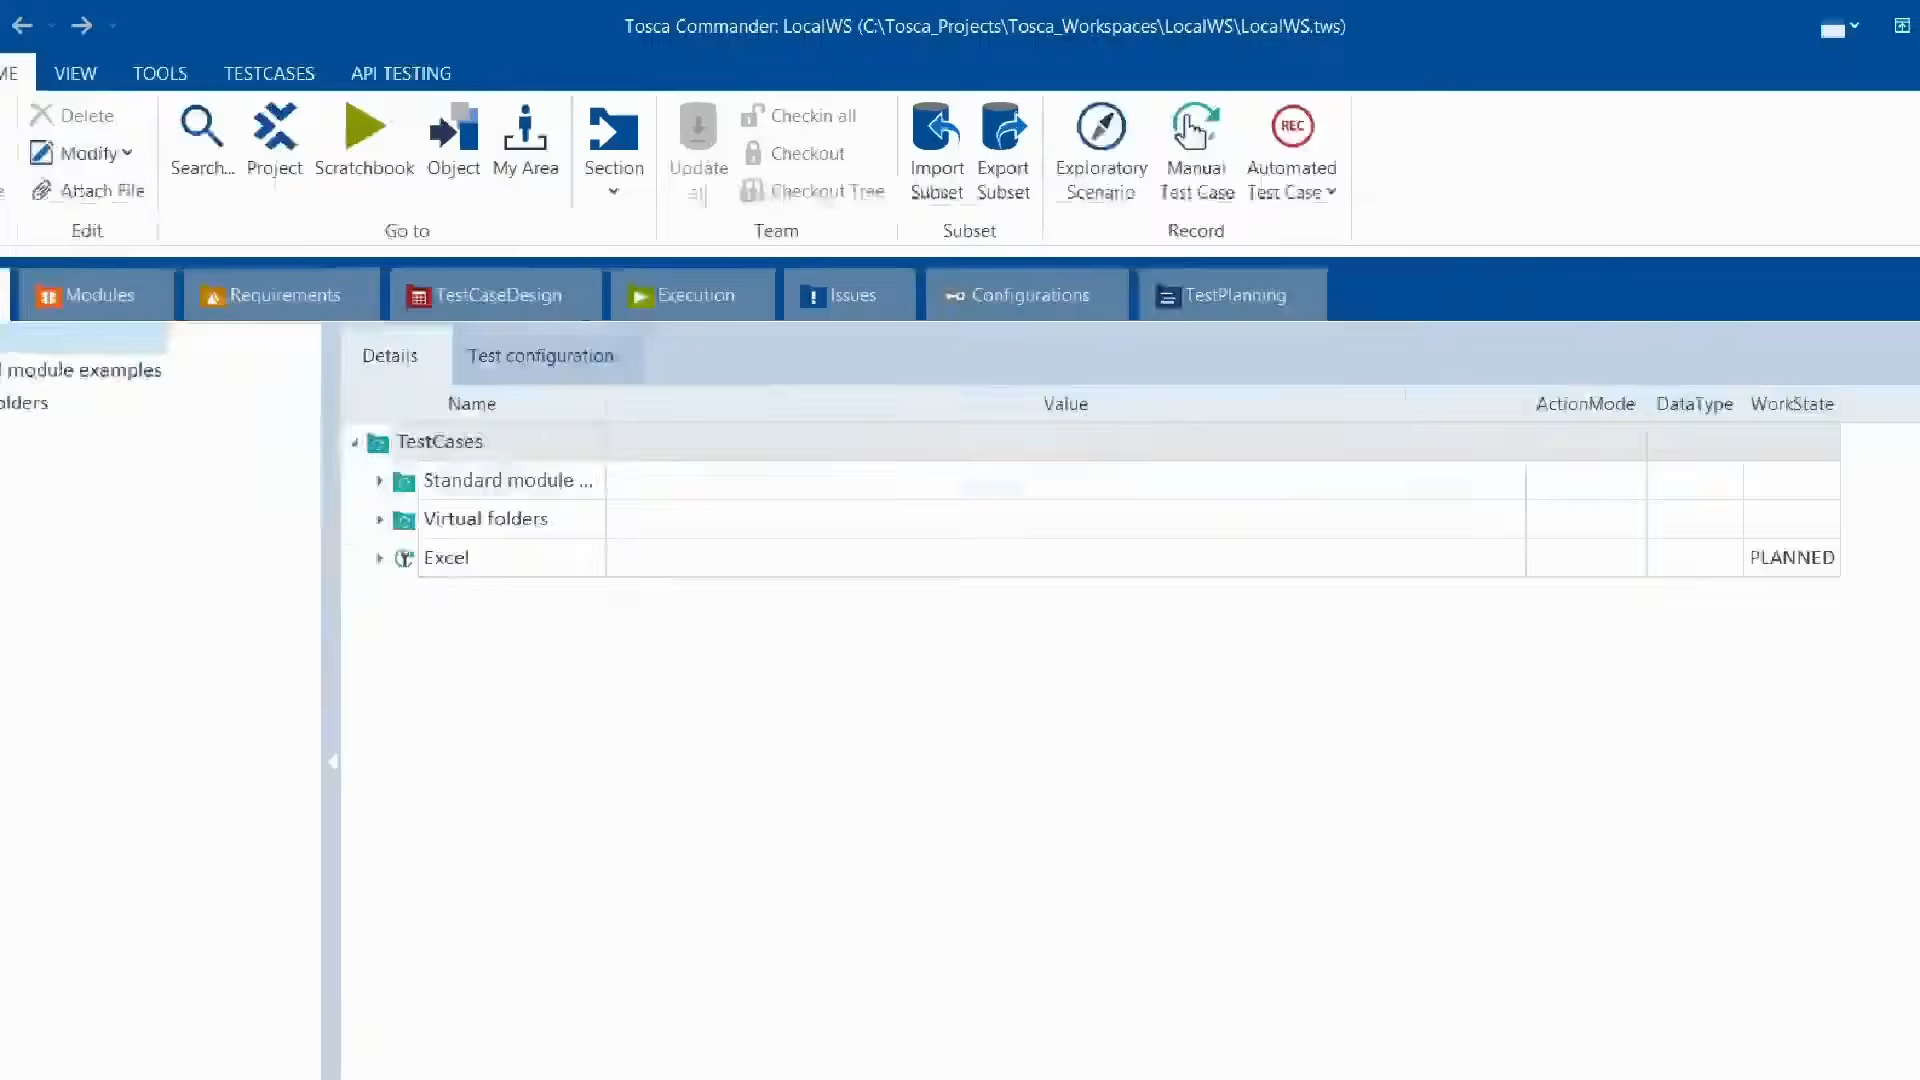 Tosca Commander: LocalWS (C:\Tosca_Projects\Tosca_Workspaces\LocalWS\LocalWS.tws)
ME VIEW TOOLS TESTCASES API TESTING
Delete
Modify
Attach File
Edit
Search... Project Scratchbook Object My Area
Go to
Section
Update all
Checkin all
Checkout
Checkout Tree
Team
Import Subset
Export Subset
Subset
Exploratory Scenario
Manual Test Case
REC
Automated Test Case
Record
Modules Requirements TestCaseDesign Execution Issues Configurations TestPlanning
module examples
olders
Details Test configuration
Name Value ActionMode DataType WorkState
TestCases
Standard module ...
Virtual folders
Excel PLANNED